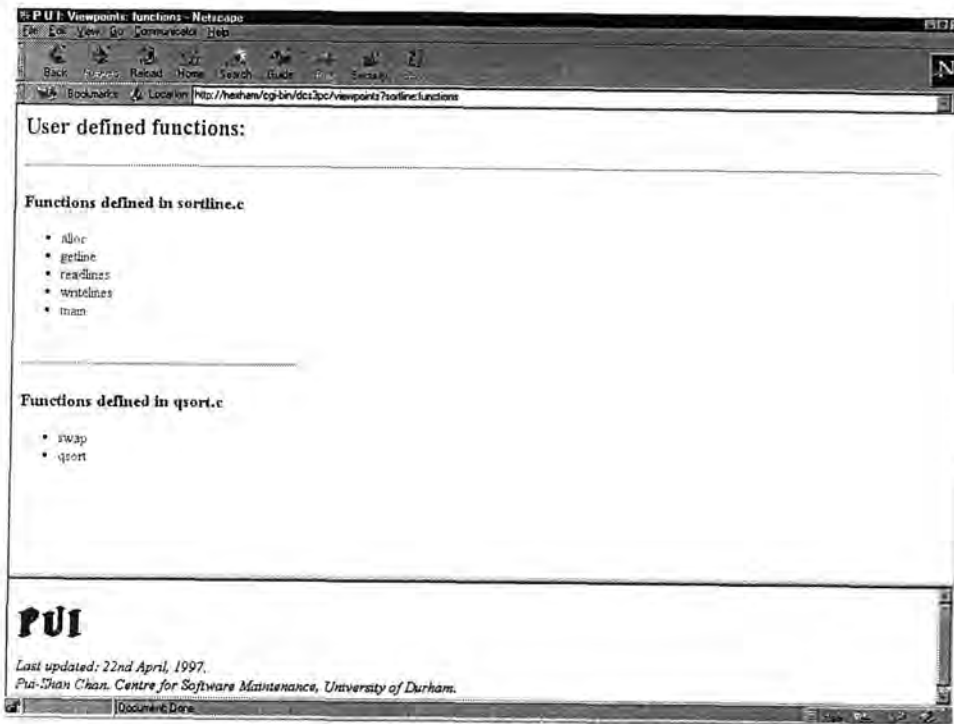 P U I: Viewpoints: functions - Netscape
File Edit View Go Communicator Help
Back Reload Home Search Guide Security
Bookmarks Location http://hexham/cgi-bin/dcs3pc/viewpoints?sortline:functions
User defined functions:
Functions defined in sortline.c
• alloc
• getline
• readlines
• writelines
• main
Functions defined in qsort.c
• swap
• qsort
PUI
Last updated: 22nd April, 1997.
Pui-Shan Chan. Centre for Software Maintenance, University of Durham.
Document: Done